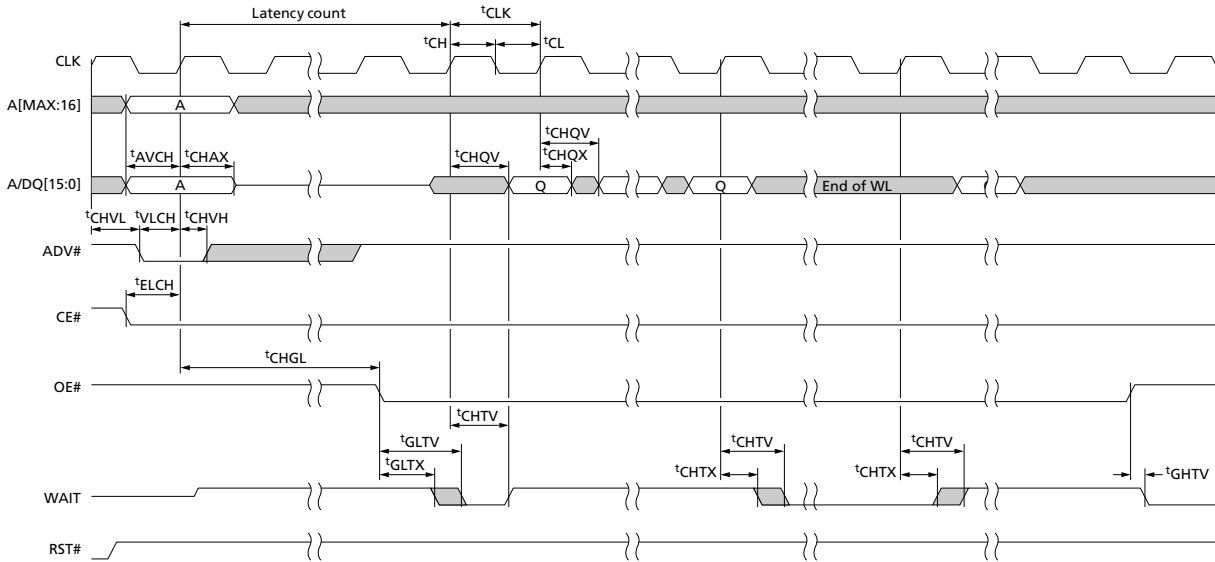 Latency count
tCLK
tCH
tCL
CLK
A[MAX:16]
A
tAVCH
tCHAX
tCHQV
tCHQV
tCHQX
A/DQ[15:0]
A
Q
Q
End of WL
tCHVL
tVLCH
tCHVH
ADV#
tELCH
CE#
tCHGL
OE#
tCHTV
tGLTV
tGLTX
tCHTV
tCHTX
tCHTV
tCHTX
tGHTV
WAIT
RST#